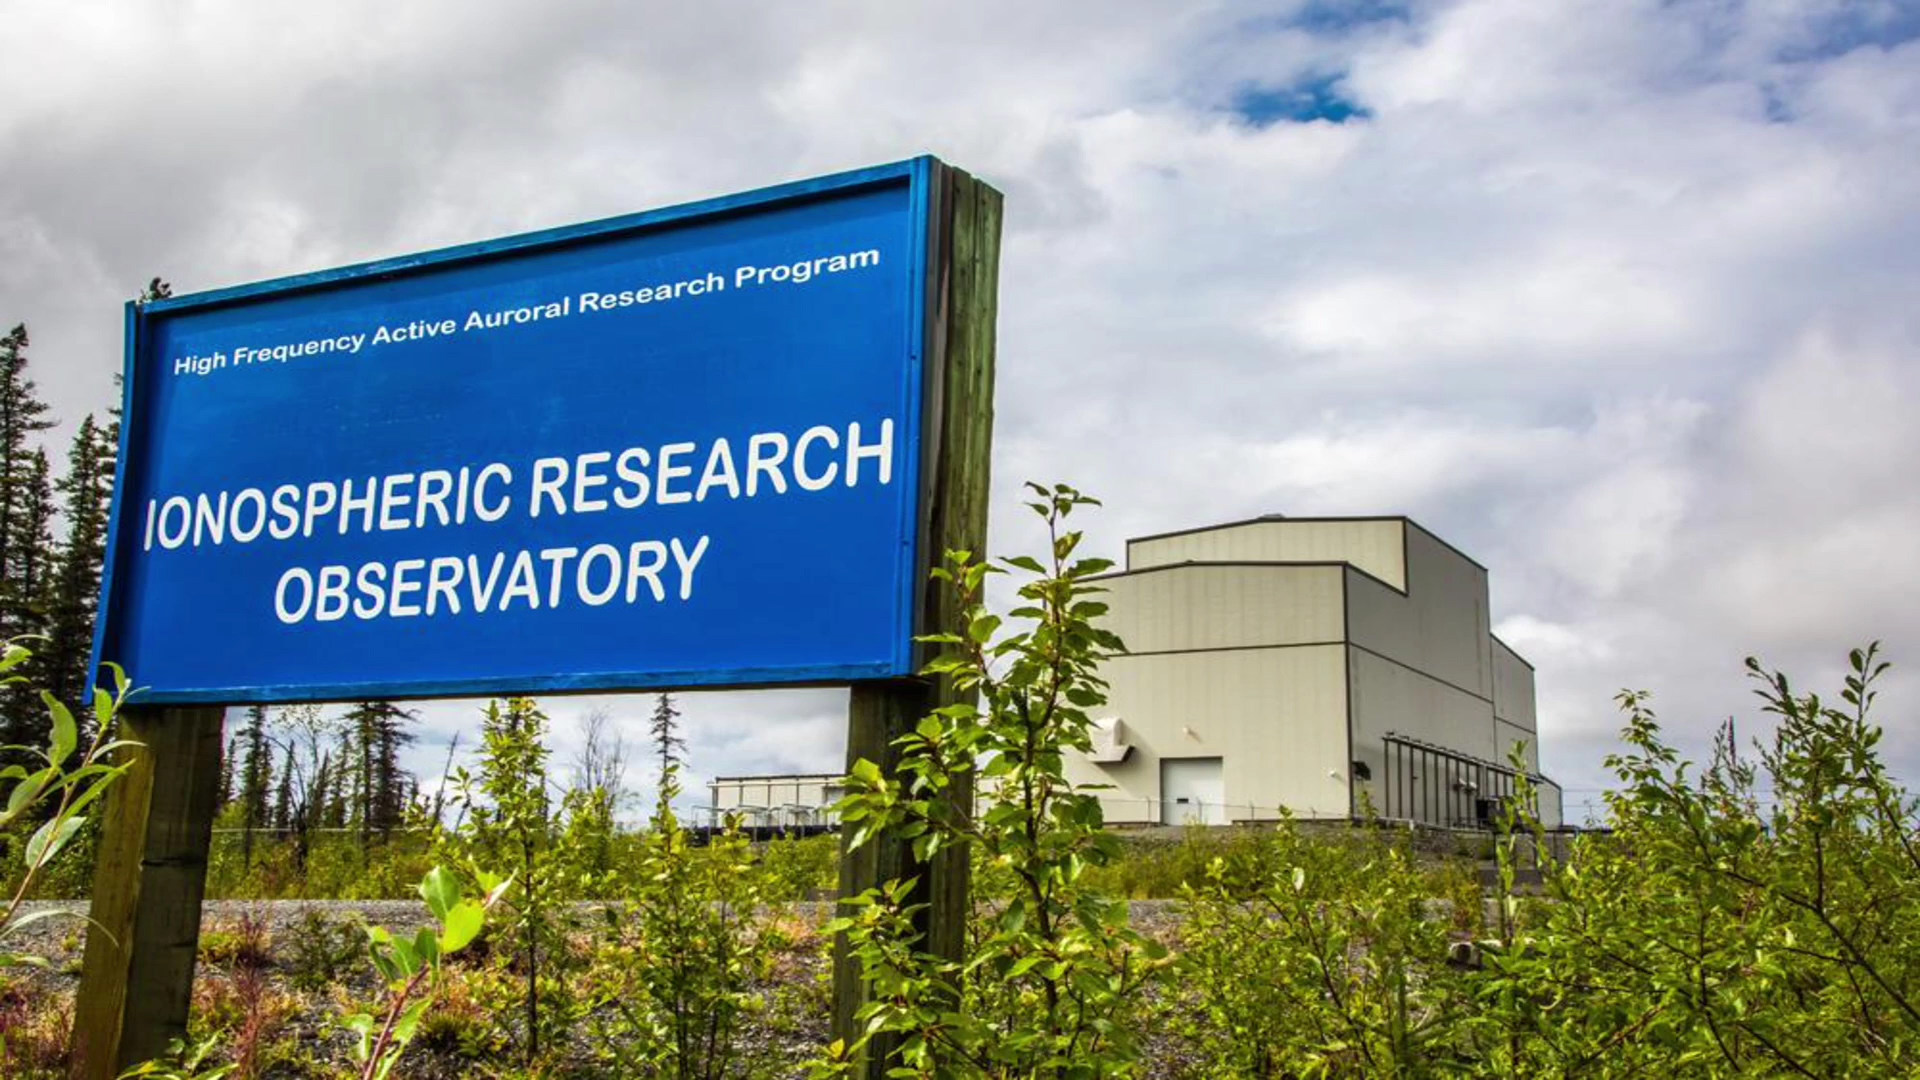 High Frequency Active Auroral Research Program
IONOSPHERIC RESEARCH
OBSERVATORY